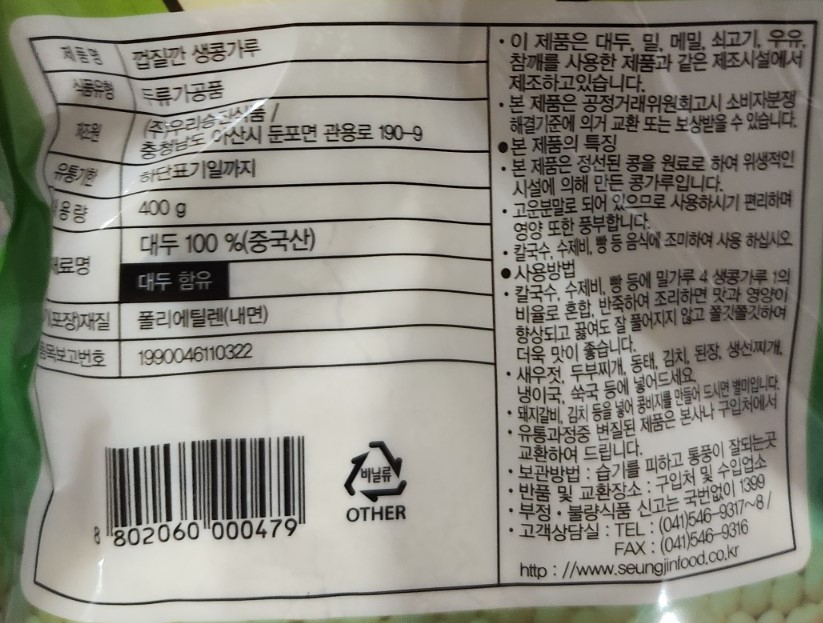 제품명 껍질깐 생콩가루
식품유형 두류가공품
제조원 (주)우리승진식품 /
충청남도 아산시 둔포면 관용로 190-9
유통기한 하단표기일까지
용량 400 g
대두 100 %(중국산)
료명
대두 함유
(포장)재질 폴리에틸렌(내면)
품목보고번호 1990046110322
8 802060 000479
비닐류
OTHER
· 이 제품은 대두, 밀, 메밀, 쇠고기, 우유,
참깨를 사용한 제품과 같은 제조시설에서
제조하고있습니다.
· 본 제품은 공정거래위원회고시 소비자분쟁
해결기준에 의거 교환 또는 보상받을 수 있습니다.
● 본 제품의 특징
· 본 제품은 정선된 콩을 원료로 하여 위생적인
시설에 의해 만든 콩가루입니다.
· 고운분말로 되어 있으므로 사용하시기 편리하며
영양 또한 풍부합니다.
· 칼국수, 수제비, 빵 등 음식에 조미하여 사용 하십시오.
● 사용방법
· 칼국수, 수제비, 빵 등에 밀가루 4 생콩가루 1의
비율로 혼합, 반죽하여 조리하면 맛과 영양이
향상되고 끓여도 잘 풀어지지 않고 쫄깃쫄깃하여
더욱 맛이 좋습니다.
· 새우젓, 두부찌개, 동태, 김치, 된장, 생선찌개,
냉이국, 쑥국 등에 넣어드세요.
· 돼지갈비, 김치 등을 넣어 콩비지를 만들어 드시면 별미입니다.
· 유통과정중 변질된 제품은 본사나 구입처에서
교환하여 드립니다.
· 보관방법 : 습기를 피하고 통풍이 잘되는곳
· 반품 및 교환장소 : 구입처 및 수입업소
· 부정 · 불량식품 신고는 국번없이 1399
· 고객상담실 : TEL : (041)546-9317~8 /
FAX : (041)546-9316
http : //www.seungjinfood.co.kr